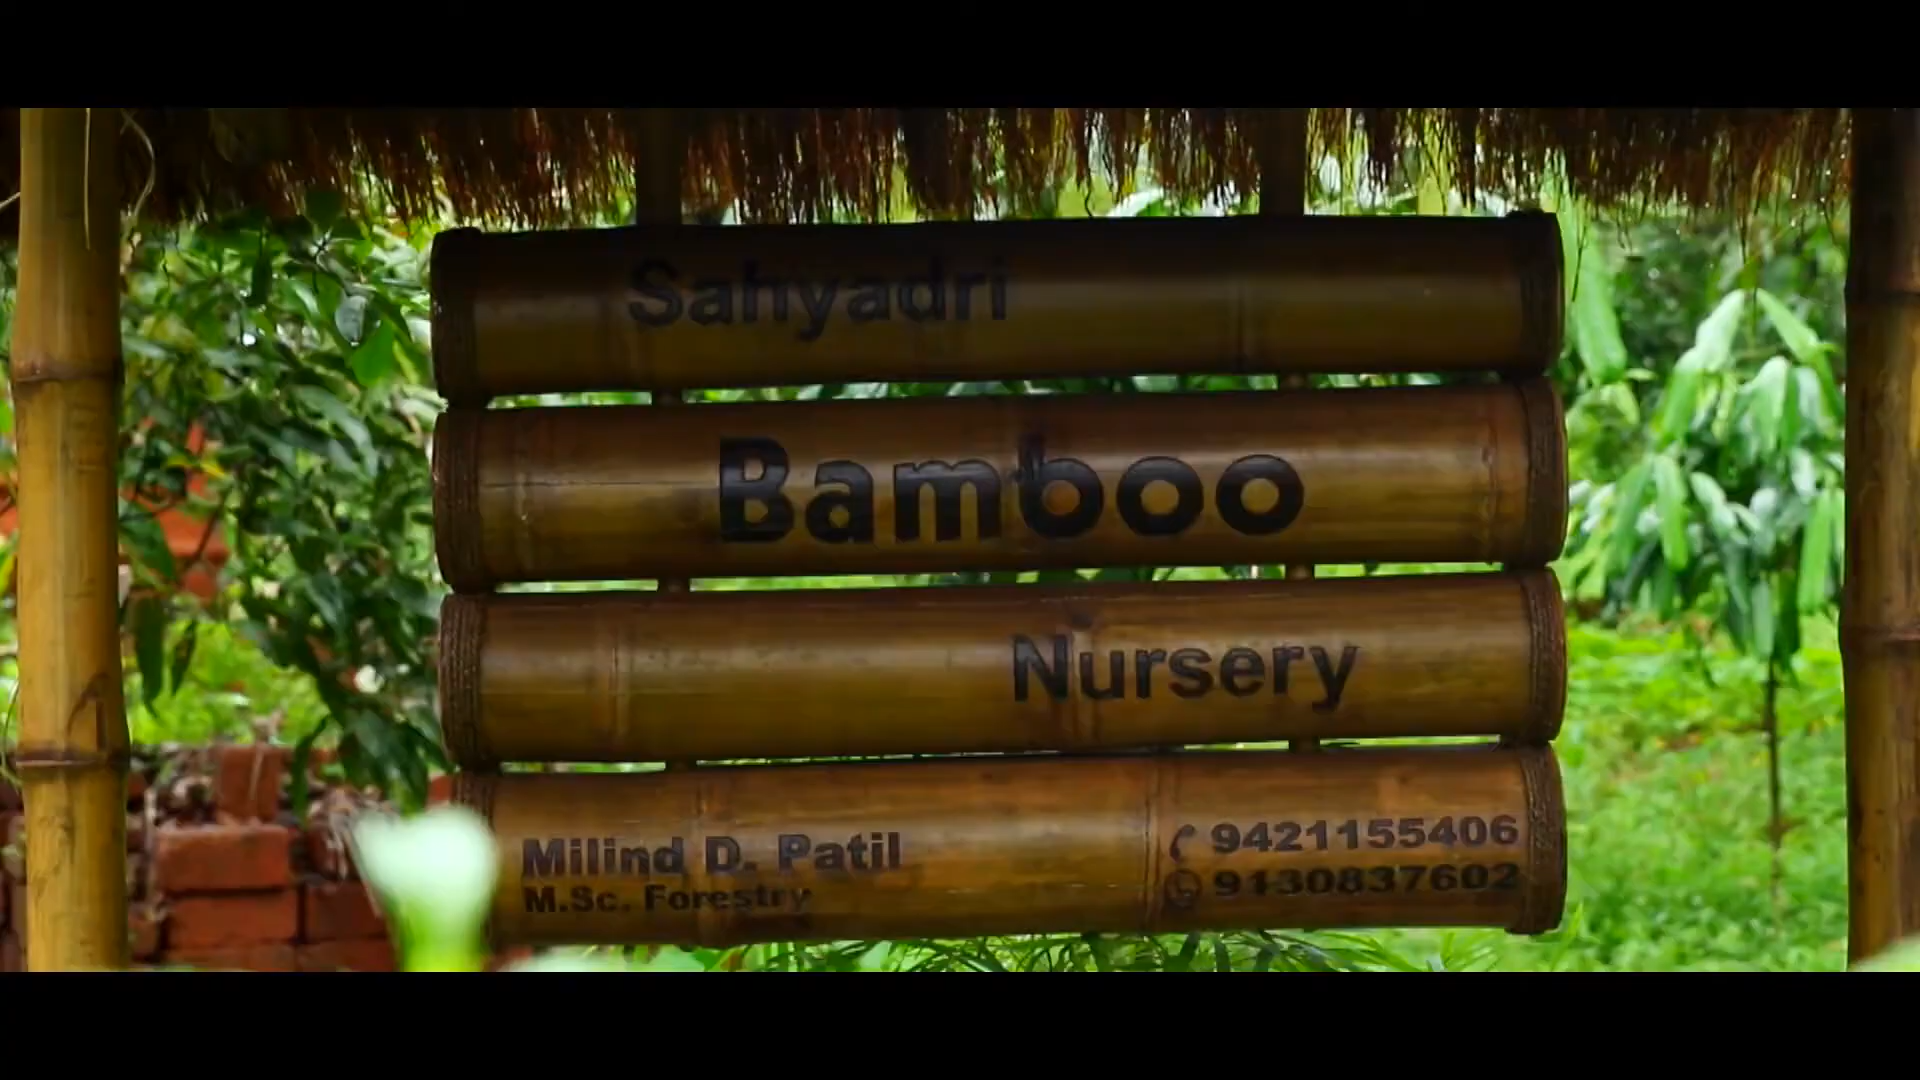 Sahyadri
Bamboo
Nursery
Milind D. Patil
M.Sc. Forestry
9421155406
9130837602